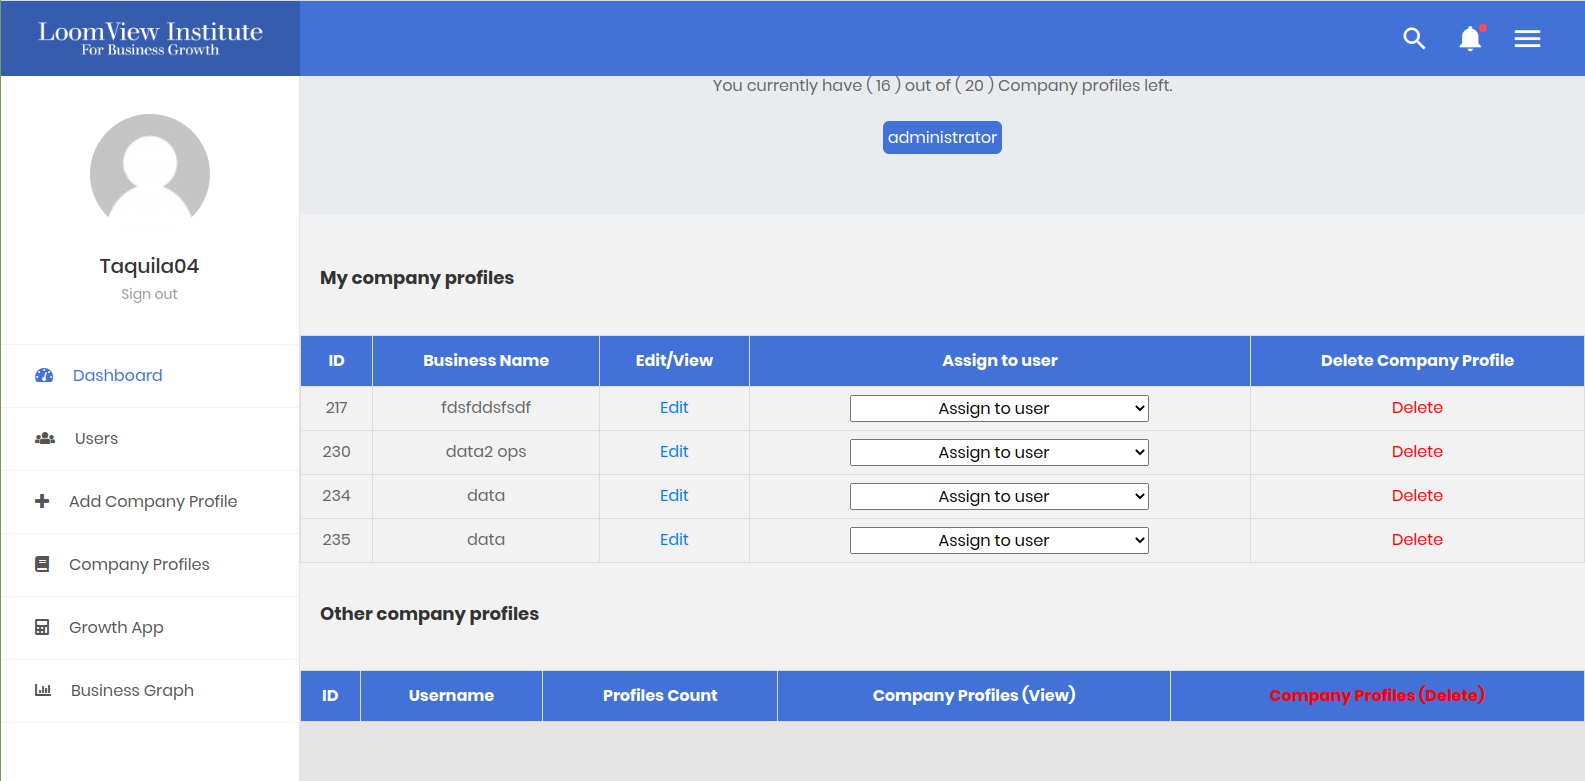 LoomView Institute
For Business Growth
You currently have ( 16 ) out of ( 20 ) Company profiles left.
administrator
Taquila04
Sign out
Dashboard
Users
Add Company Profile
Company Profiles
Growth App
Business Graph
My company profiles
ID Business Name Edit/View Assign to user Delete Company Profile
217 fdsfddsfsdf Edit Assign to user Delete
230 data2 ops Edit Assign to user Delete
234 data Edit Assign to user Delete
235 data Edit Assign to user Delete
Other company profiles
ID Username Profiles Count Company Profiles (View) Company Profiles (Delete)